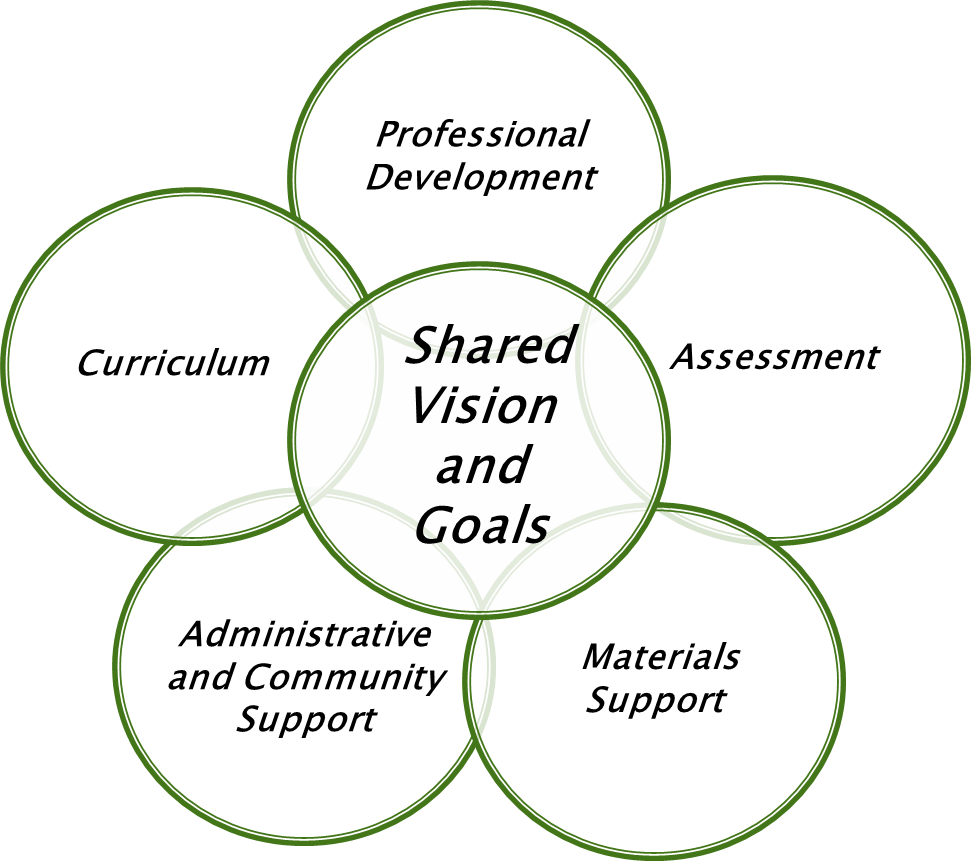 Professional
Development
Curriculum
Shared
Vision
and
Goals
Assessment
Administrative
and Community
Support
Materials
Support